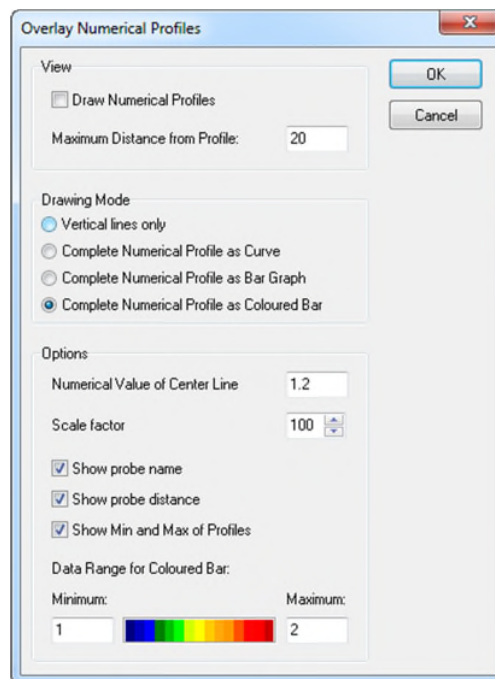 Overlay Numerical Profiles
View
OK
Draw Numerical Profiles
Cancel
Maximum Distance from Profile: 20
Drawing Mode
Vertical lines only
Complete Numerical Profile as Curve
Complete Numerical Profile as Bar Graph
Complete Numerical Profile as Coloured Bar
Options
Numerical Value of Center Line 1.2
Scale factor 100
Show probe name
Show probe distance
Show Min and Max of Profiles
Data Range for Coloured Bar:
Minimum: Maximum:
1 2